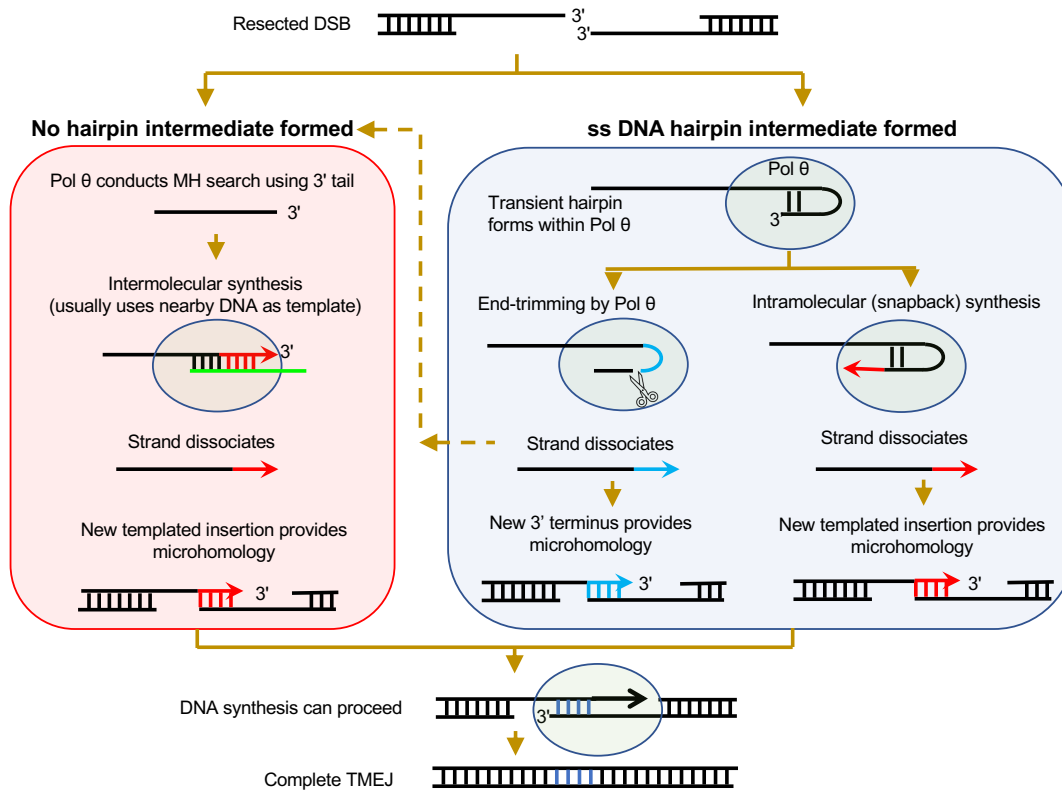 Resected DSB
3'
3'
No hairpin intermediate formed
ss DNA hairpin intermediate formed
Pol θ conducts MH search using 3' tail
3'
Intermolecular synthesis
(usually uses nearby DNA as template)
3'
Strand dissociates
New templated insertion provides
microhomology
3'
Pol θ
Transient hairpin
forms within Pol θ
3'
End-trimming by Pol θ
Strand dissociates
New 3’ terminus provides
microhomology
3'
Intramolecular (snapback) synthesis
Strand dissociates
New templated insertion provides
microhomology
3'
DNA synthesis can proceed
3'
Complete TMEJ